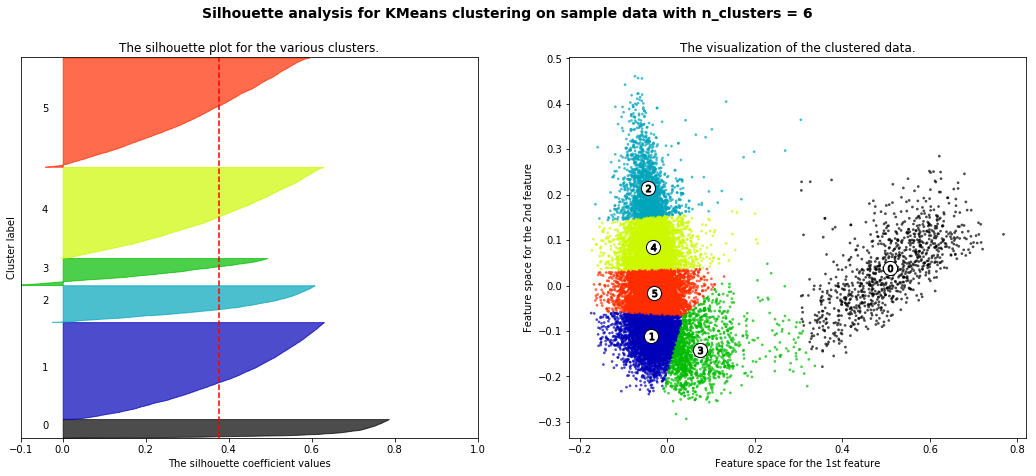 Silhouette analysis for KMeans clustering on sample data with n_clusters = 6
The silhouette plot for the various clusters.
Cluster label
5
4
3
2
1
0
−0.1 0.0 0.2 0.4 0.6 0.8 1.0
The silhouette coefficient values
The visualization of the clustered data.
Feature space for the 2nd feature
0.5
0.4
0.3
0.2
0.1
0.0
−0.1
−0.2
−0.3
2
4
0
5
1
3
−0.2 0.0 0.2 0.4 0.6 0.8
Feature space for the 1st feature